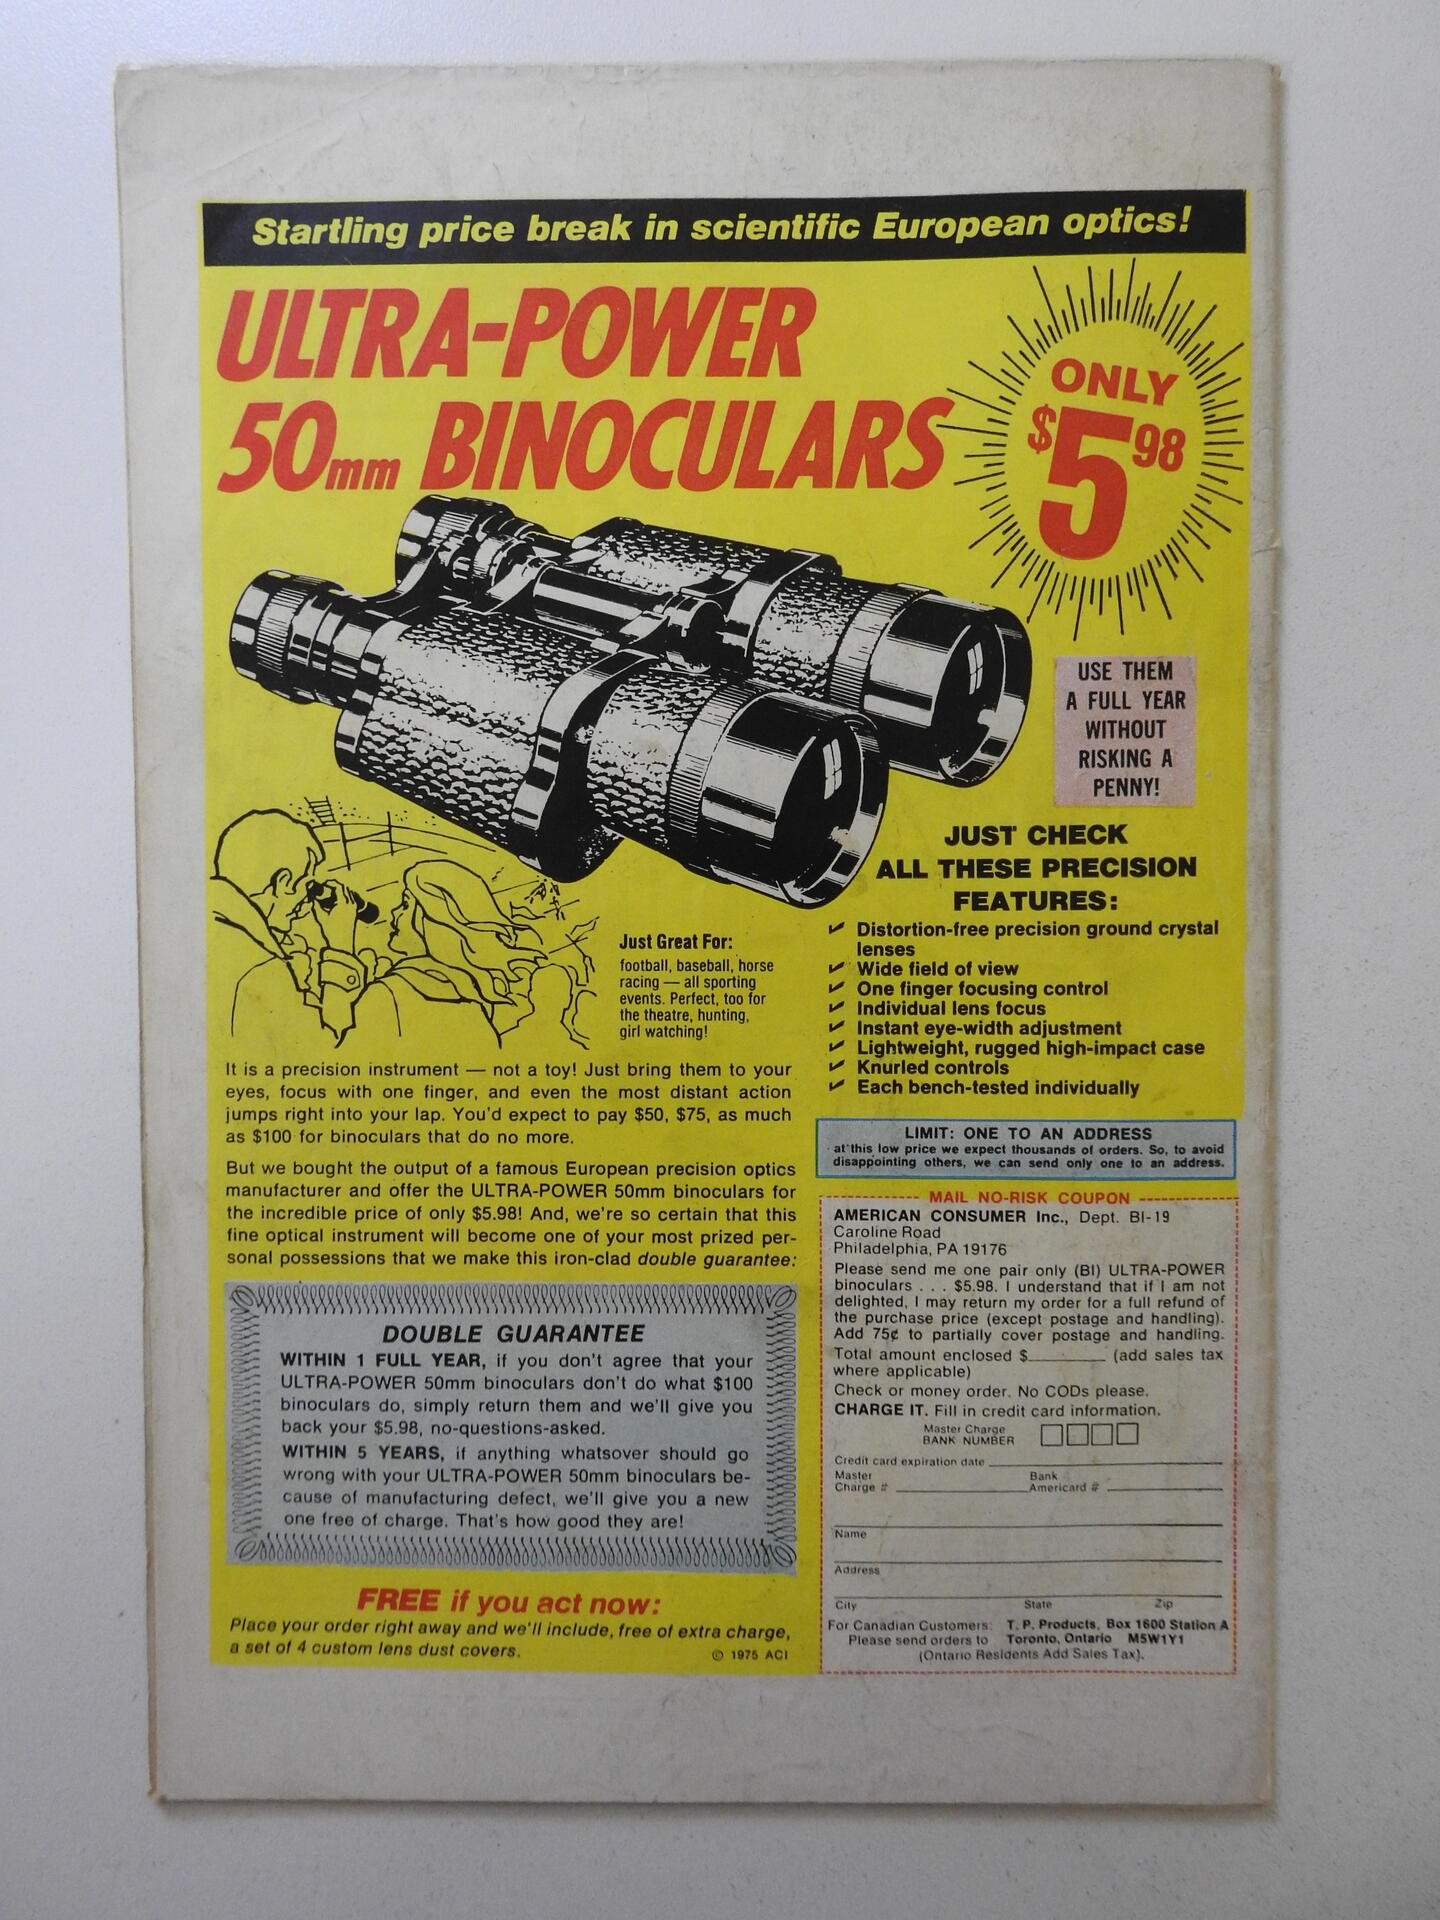 Startling price break in scientific European optics!
ULTRA-POWER
50mm BINOCULARS
ONLY
$5.98
USE THEM
A FULL YEAR
WITHOUT
RISKING A
PENNY!
JUST CHECK
ALL THESE PRECISION
FEATURES:
✔ Distortion-free precision ground crystal
lenses
✔ Wide field of view
✔ One finger focusing control
✔ Individual lens focus
✔ Instant eye-width adjustment
✔ Lightweight, rugged high-impact case
✔ Knurled controls
✔ Each bench-tested individually
Just Great For:
football, baseball, horse
racing — all sporting
events. Perfect, too for
the theatre, hunting,
girl watching!
It is a precision instrument — not a toy! Just bring them to your
eyes, focus with one finger, and even the most distant action
jumps right into your lap. You'd expect to pay $50, $75, as much
as $100 for binoculars that do no more.
But we bought the output of a famous European precision optics
manufacturer and offer the ULTRA-POWER 50mm binoculars for
the incredible price of only $5.98! And, we're so certain that this
fine optical instrument will become one of your most prized per-
sonal possessions that we make this iron-clad double guarantee:
DOUBLE GUARANTEE
WITHIN 1 FULL YEAR, if you don't agree that your
ULTRA-POWER 50mm binoculars don't do what $100
binoculars do, simply return them and we'll give you
back your $5.98, no-questions-asked.
WITHIN 5 YEARS, if anything whatsover should go
wrong with your ULTRA-POWER 50mm binoculars be-
cause of manufacturing defect, we'll give you a new
one free of charge. That's how good they are!
FREE if you act now:
Place your order right away and we'll include, free of extra charge,
a set of 4 custom lens dust covers.
© 1975 ACI
LIMIT: ONE TO AN ADDRESS
at this low price we expect thousands of orders. So, to avoid
disappointing others, we can send only one to an address.
MAIL NO-RISK COUPON
AMERICAN CONSUMER Inc., Dept. BI-19
Caroline Road
Philadelphia, PA 19176
Please send me one pair only (BI) ULTRA-POWER
binoculars . . . $5.98. I understand that if I am not
delighted, I may return my order for a full refund of
the purchase price (except postage and handling).
Add 75¢ to partially cover postage and handling.
Total amount enclosed $________ (add sales tax
where applicable)
Check or money order. No CODs please.
CHARGE IT. Fill in credit card information.
Master Charge
BANK NUMBER
Credit card expiration date
Master Bank
Charge # Americard #
Name
Address
City State Zip
For Canadian Customers: T. P. Products, Box 1600 Station A
Please send orders to Toronto, Ontario M5W1Y1
(Ontario Residents Add Sales Tax).